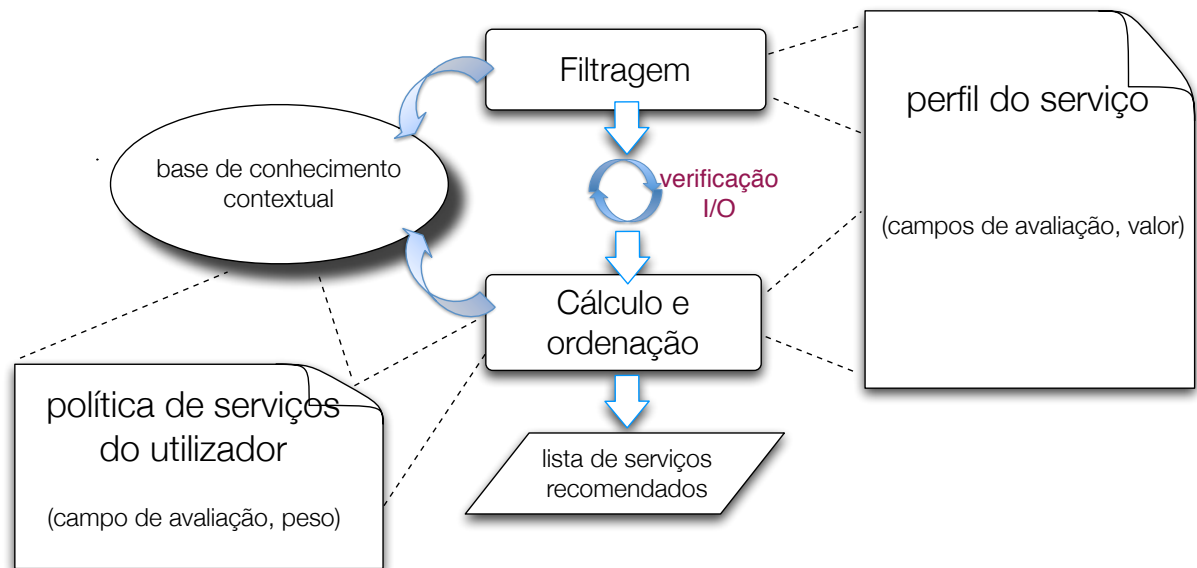 Filtragem
perfil do serviço
(campos de avaliação, valor)
base de conhecimento
contextual
verificação
I/O
Cálculo e
ordenação
política de serviços
do utilizador
(campo de avaliação, peso)
lista de serviços
recomendados